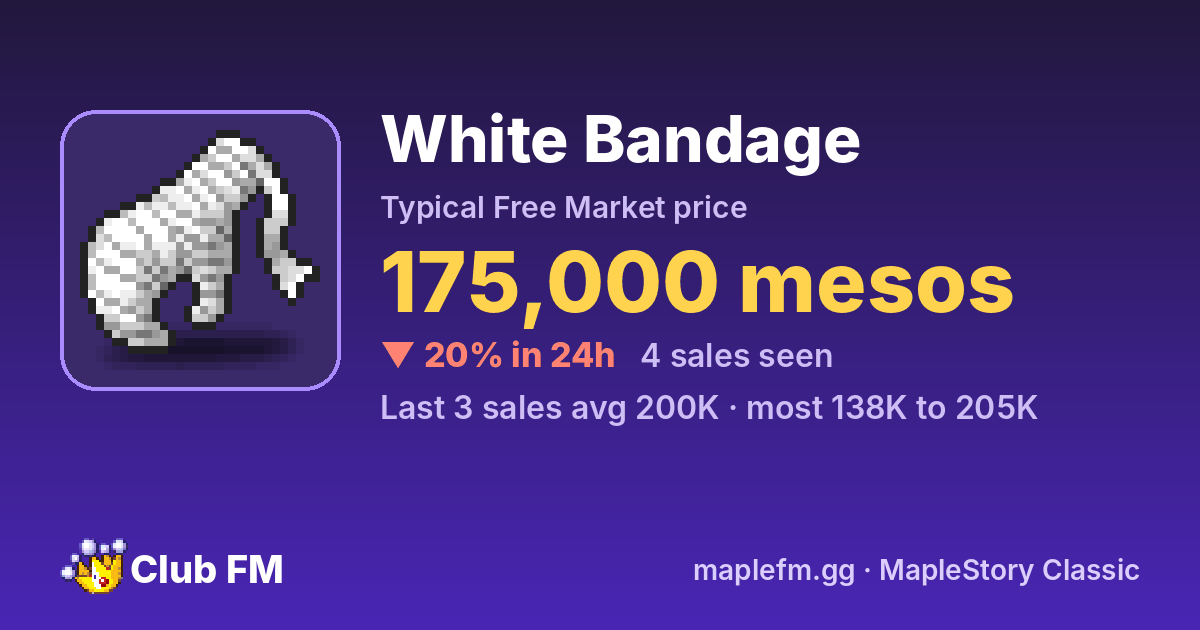 White Bandage
Typical Free Market price
175,000 mesos
▼ 20% in 24h 4 sales seen
Last 3 sales avg 200K · most 138K to 205K
Club FM
maplefm.gg · MapleStory Classic